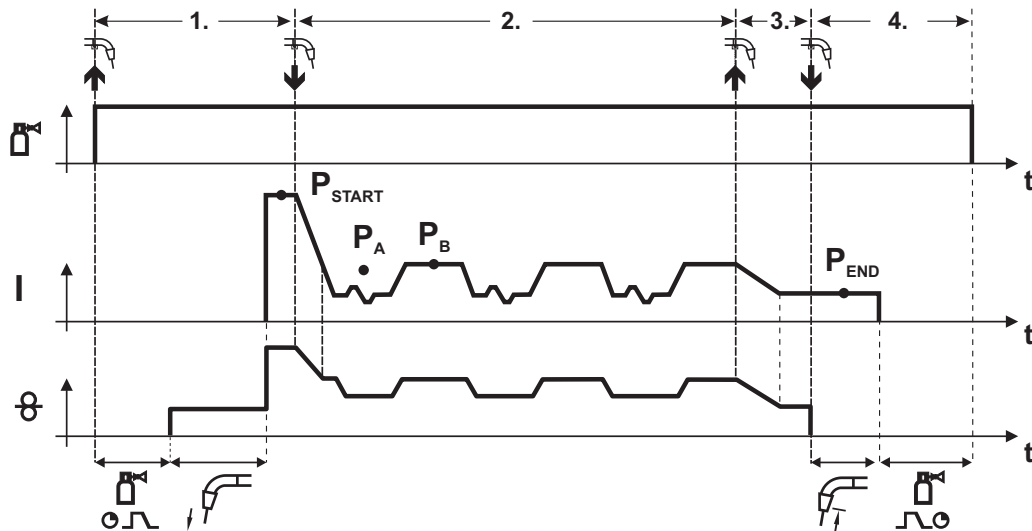 1. 2. 3. 4.
t
P_START
P_A P_B
P_END
I
t
t